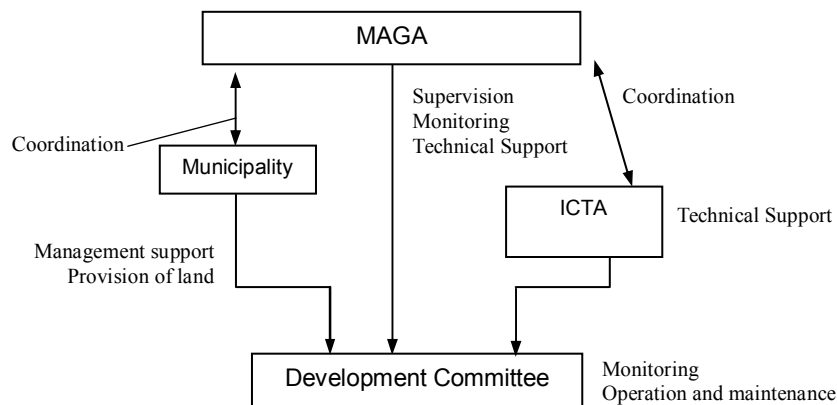 MAGA
Supervision
Monitoring
Technical Support
Coordination
Coordination
Municipality
ICTA
Technical Support
Management support
Provision of land
Development Committee
Monitoring
Operation and maintenance